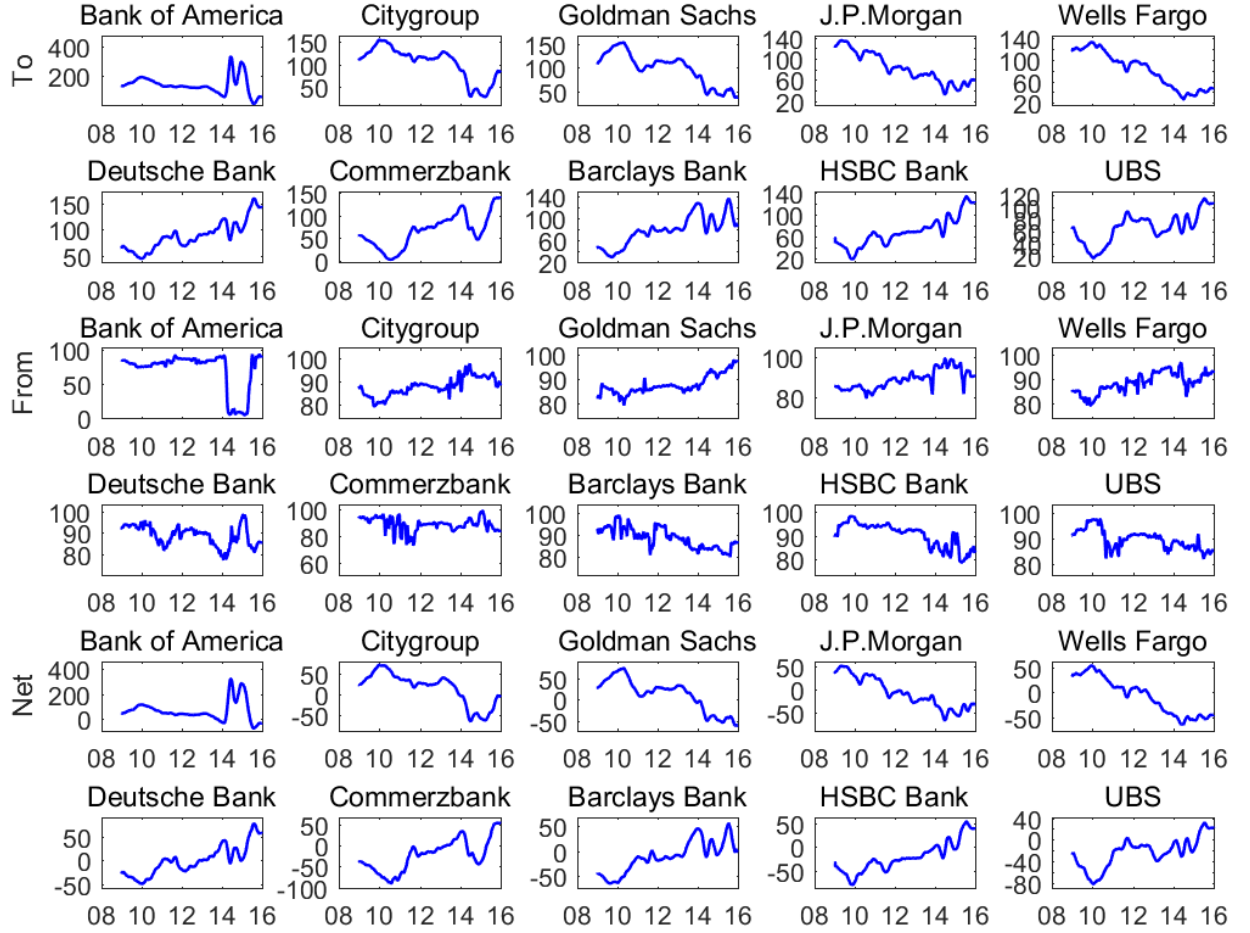 Bank of America Citygroup Goldman Sachs J.P.Morgan Wells Fargo
To
400 200
150 100 50
150 100 50
140 100 60 20
140 100 60 20
08 10 12 14 16 08 10 12 14 16 08 10 12 14 16 08 10 12 14 16 08 10 12 14 16
Deutsche Bank Commerzbank Barclays Bank HSBC Bank UBS
150 100 50
150 100 50 0
140 100 60 20
140 100 60 20
120 100 80 60 40 20
08 10 12 14 16 08 10 12 14 16 08 10 12 14 16 08 10 12 14 16 08 10 12 14 16
Bank of America Citygroup Goldman Sachs J.P.Morgan Wells Fargo
From
100 50 0
100 90 80
100 90 80
100 80
100 90 80
08 10 12 14 16 08 10 12 14 16 08 10 12 14 16 08 10 12 14 16 08 10 12 14 16
Deutsche Bank Commerzbank Barclays Bank HSBC Bank UBS
100 90 80
100 80 60
100 90 80
100 90 80
100 90 80
08 10 12 14 16 08 10 12 14 16 08 10 12 14 16 08 10 12 14 16 08 10 12 14 16
Bank of America Citygroup Goldman Sachs J.P.Morgan Wells Fargo
Net
400 200 0
50 0 -50
50 0 -50
50 0 -50
50 0 -50
08 10 12 14 16 08 10 12 14 16 08 10 12 14 16 08 10 12 14 16 08 10 12 14 16
Deutsche Bank Commerzbank Barclays Bank HSBC Bank UBS
50 0 -50
50 0 -50 -100
50 0 -50
50 0 -50
40 0 -40 -80
08 10 12 14 16 08 10 12 14 16 08 10 12 14 16 08 10 12 14 16 08 10 12 14 16